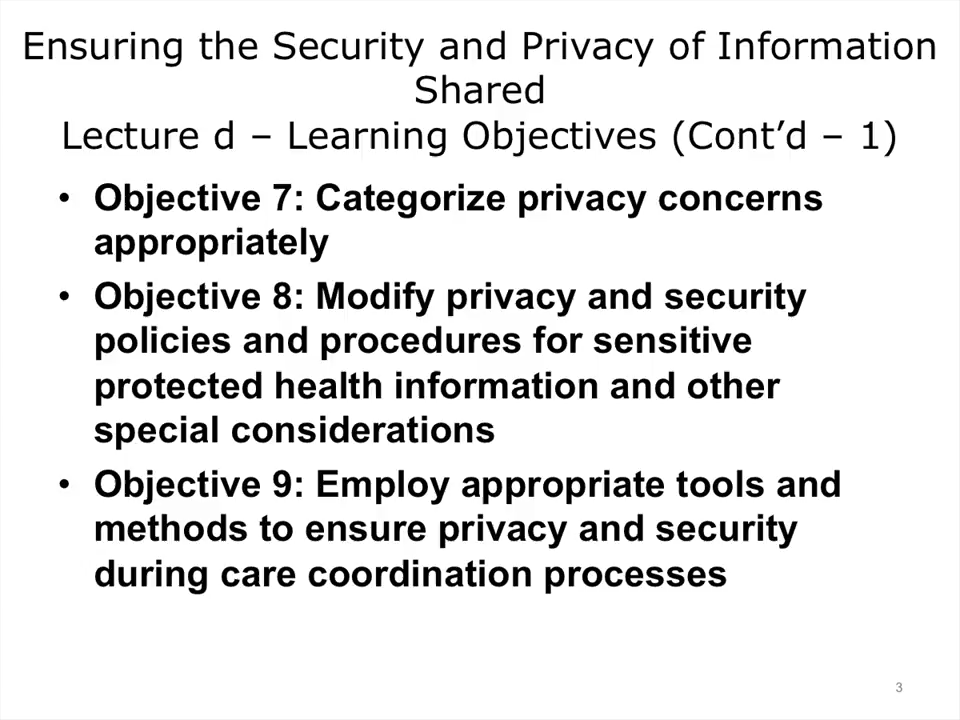 Ensuring the Security and Privacy of Information
Shared
Lecture d – Learning Objectives (Cont’d – 1)
• Objective 7: Categorize privacy concerns
appropriately
• Objective 8: Modify privacy and security
policies and procedures for sensitive
protected health information and other
special considerations
• Objective 9: Employ appropriate tools and
methods to ensure privacy and security
during care coordination processes
3